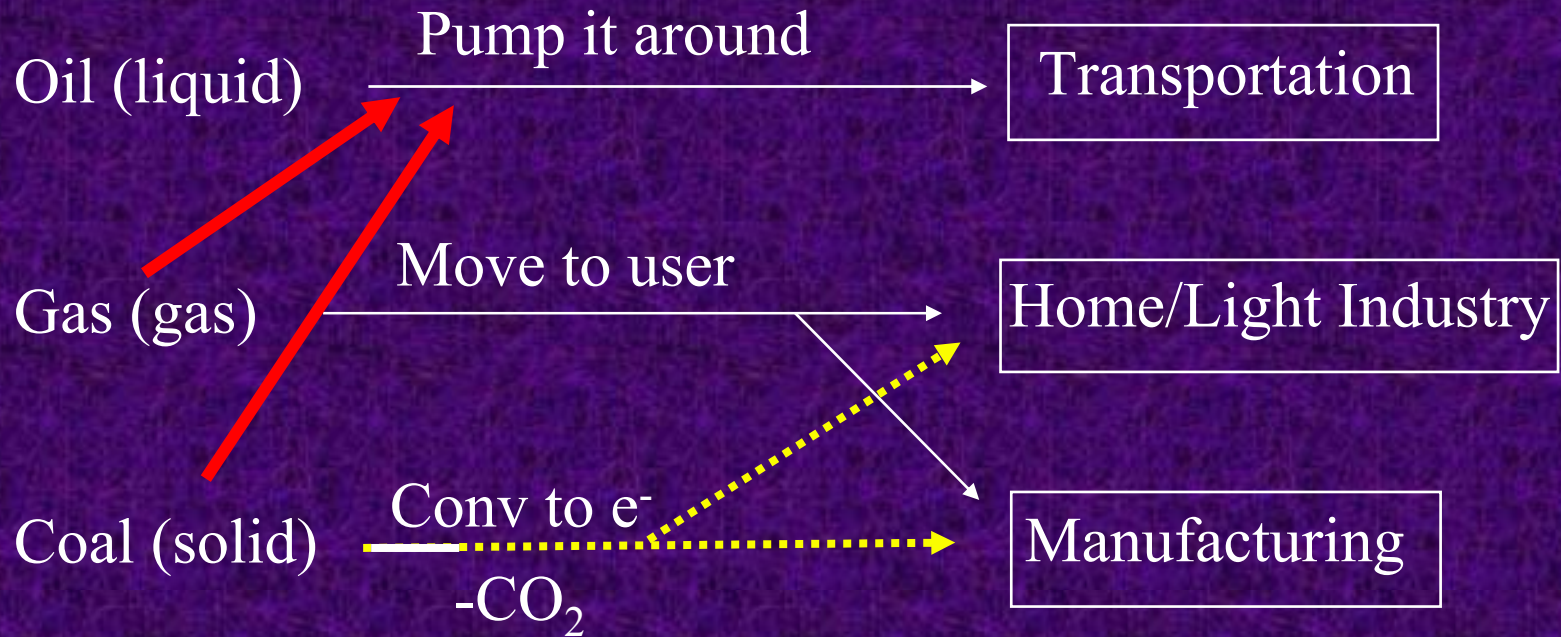 Pump it around
Oil (liquid)
Transportation
Move to user
Gas (gas)
Home/Light Industry
Conv to e⁻
Coal (solid)
Manufacturing
-CO₂